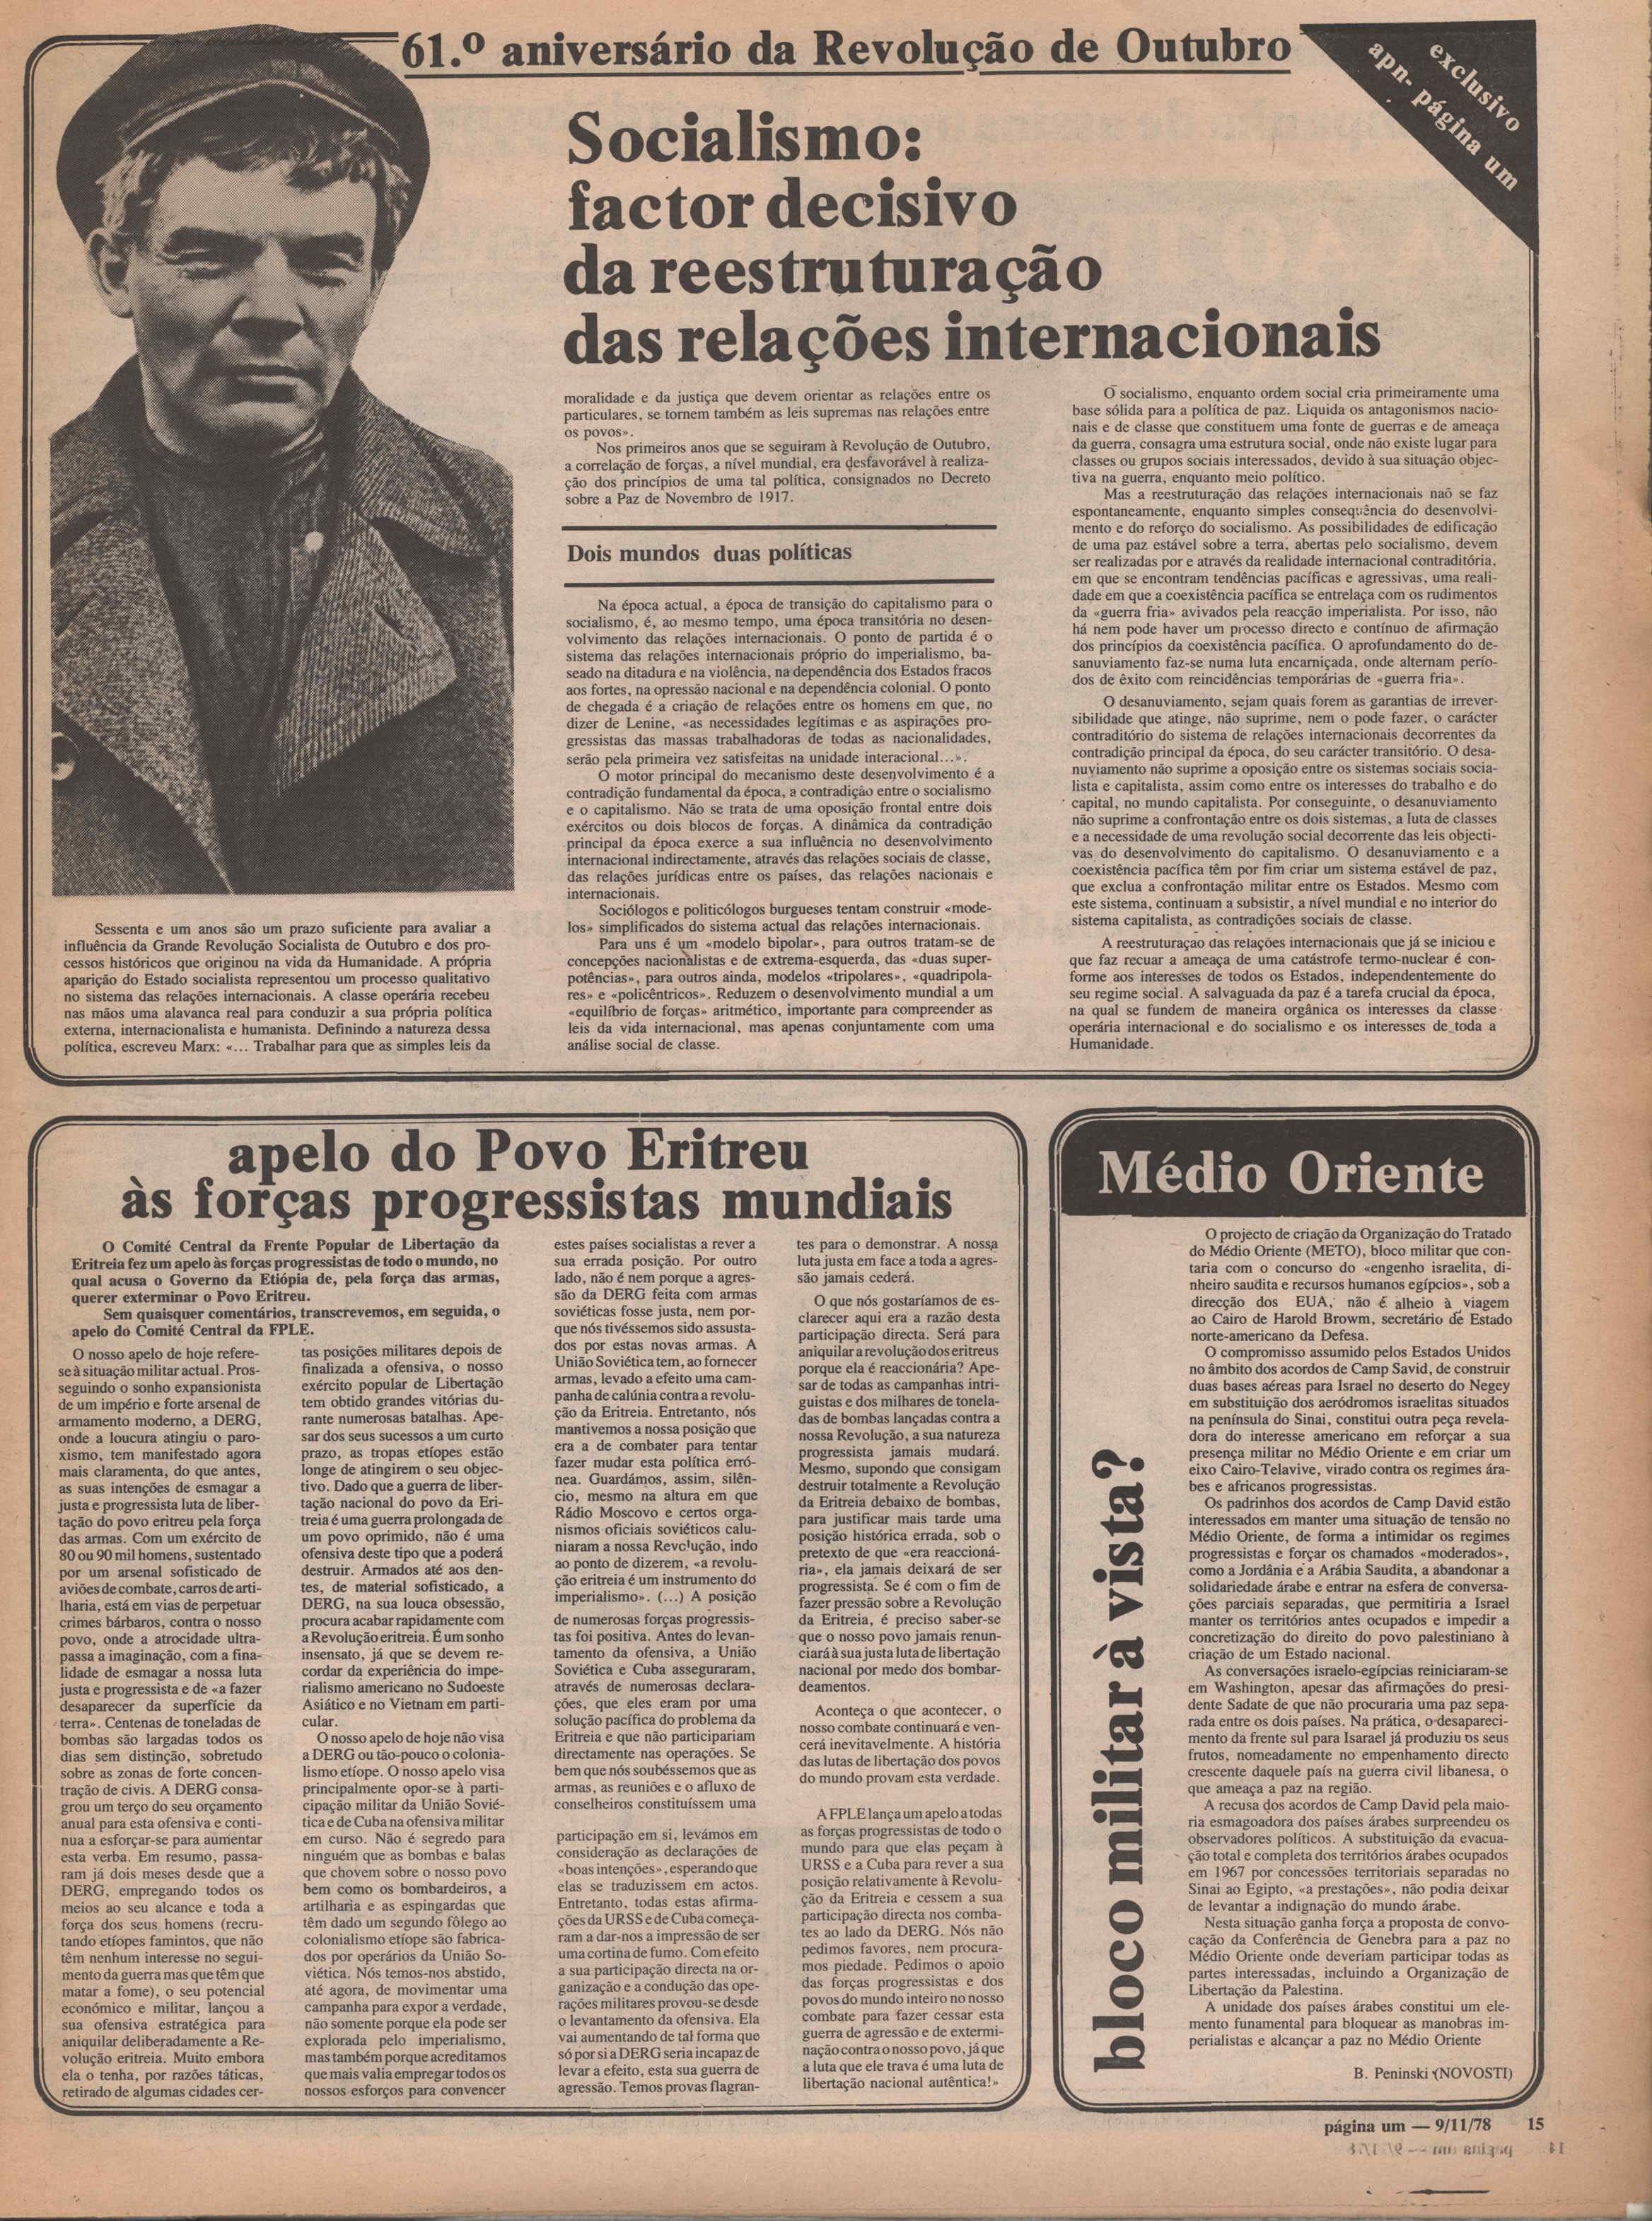 61.º aniversário da Revolução de Outubro
exclusivo
apn- página um
Socialismo:
factor decisivo
da reestruturação
das relações internacionais
Sessenta e um anos são um prazo suficiente para avaliar a
influência da Grande Revolução Socialista de Outubro e dos pro-
cessos históricos que originou na vida da Humanidade. A própria
aparição do Estado socialista representou um processo qualitativo
no sistema das relações internacionais. A classe operária recebeu
nas mãos uma alavanca real para conduzir a sua própria política
externa, internacionalista e humanista. Definindo a natureza dessa
política, escreveu Marx: «... Trabalhar para que as simples leis da
moralidade e da justiça que devem orientar as relações entre os
particulares, se tornem também as leis supremas nas relações entre
os povos».
Nos primeiros anos que se seguiram à Revolução de Outubro,
a correlação de forças, a nível mundial, era desfavorável à realiza-
ção dos princípios de uma tal política, consignados no Decreto
sobre a Paz de Novembro de 1917.
Dois mundos duas políticas
Na época actual, a época de transição do capitalismo para o
socialismo, é, ao mesmo tempo, uma época transitória no desen-
volvimento das relações internacionais. O ponto de partida é o
sistema das relações internacionais próprio do imperialismo, ba-
seado na ditadura e na violência, na dependência dos Estados fracos
aos fortes, na opressão nacional e na dependência colonial. O ponto
de chegada é a criação de relações entre os homens em que, no
dizer de Lenine, «as necessidades legítimas e as aspirações pro-
gressistas das massas trabalhadoras de todas as nacionalidades,
serão pela primeira vez satisfeitas na unidade interacional...».
O motor principal do mecanismo deste desenvolvimento é a
contradição fundamental da época, a contradição entre o socialismo
e o capitalismo. Não se trata de uma oposição frontal entre dois
exércitos ou dois blocos de forças. A dinâmica da contradição
principal da época exerce a sua influência no desenvolvimento
internacional indirectamente, através das relações sociais de classe,
das relações jurídicas entre os países, das relações nacionais e
internacionais.
Sociólogos e politicólogos burgueses tentam construir «mode-
los» simplificados do sistema actual das relações internacionais.
Para uns é um «modelo bipolar», para outros tratam-se de
concepções nacionalistas e de extrema-esquerda, das «duas super-
potências», para outros ainda, modelos «tripolares», «quadripola-
res» e «policêntricos». Reduzem o desenvolvimento mundial a um
«equilíbrio de forças» aritmético, importante para compreender as
leis da vida internacional, mas apenas conjuntamente com uma
análise social de classe.
O socialismo, enquanto ordem social cria primeiramente uma
base sólida para a política de paz. Liquida os antagonismos nacio-
nais e de classe que constituem uma fonte de guerras e de ameaça
da guerra, consagra uma estrutura social, onde não existe lugar para
classes ou grupos sociais interessados, devido à sua situação objec-
tiva na guerra, enquanto meio político.
Mas a reestruturação das relações internacionais naõ se faz
espontaneamente, enquanto simples consequência do desenvolvi-
mento e do reforço do socialismo. As possibilidades de edificação
de uma paz estável sobre a terra, abertas pelo socialismo, devem
ser realizadas por e através da realidade internacional contraditória,
em que se encontram tendências pacíficas e agressivas, uma reali-
dade em que a coexistência pacífica se entrelaça com os rudimentos
da «guerra fria» avivados pela reacção imperialista. Por isso, não
há nem pode haver um processo directo e contínuo de afirmação
dos princípios da coexistência pacífica. O aprofundamento do de-
sanuviamento faz-se numa luta encarniçada, onde alternam perío-
dos de êxito com reincidências temporárias de «guerra fria».
O desanuviamento, sejam quais forem as garantias de irrever-
sibilidade que atinge, não suprime, nem o pode fazer, o carácter
contraditório do sistema de relações internacionais decorrentes da
contradição principal da época, do seu carácter transitório. O desa-
nuviamento não suprime a oposição entre os sistemas sociais socia-
lista e capitalista, assim como entre os interesses do trabalho e do
capital, no mundo capitalista. Por conseguinte, o desanuviamento
não suprime a confrontação entre os dois sistemas, a luta de classes
e a necessidade de uma revolução social decorrente das leis objecti-
vas do desenvolvimento do capitalismo. O desanuviamento e a
coexistência pacífica têm por fim criar um sistema estável de paz,
que exclua a confrontação militar entre os Estados. Mesmo com
este sistema, continuam a subsistir, a nível mundial e no interior do
sistema capitalista, as contradições sociais de classe.
A reestruturação das relações internacionais que já se iniciou e
que faz recuar a ameaça de uma catástrofe termo-nuclear é con-
forme aos interesses de todos os Estados, independentemente do
seu regime social. A salvaguda da paz é a tarefa crucial da época,
na qual se fundem de maneira orgânica os interesses da classe
operária internacional e do socialismo e os interesses de toda a
Humanidade.
apelo do Povo Eritreu
às forças progressistas mundiais
O Comité Central da Frente Popular de Libertação da
Eritreia fez um apelo às forças progressistas de todo o mundo, no
qual acusa o Governo da Etiópia de, pela força das armas,
querer exterminar o Povo Eritreu.
Sem quaisquer comentários, transcrevemos, em seguida, o
apelo do Comité Central da FPLE.
O nosso apelo de hoje refere-
se à situação militar actual. Pros-
seguindo o sonho expansionista
de um império e forte arsenal de
armamento moderno, a DERG,
onde a loucura atingiu o paro-
xismo, tem manifestado agora
mais claramenta, do que antes,
as suas intenções de esmagar a
justa e progressista luta de liber-
tação do povo eritreu pela força
das armas. Com um exército de
80 ou 90 mil homens, sustentado
por um arsenal sofisticado de
aviões de combate, carros de arti-
lharia, está em vias de perpetuar
crimes bárbaros, contra o nosso
povo, onde a atrocidade ultra-
passa a imaginação, com a fina-
lidade de esmagar a nossa luta
justa e progressista e de «a fazer
desaparecer da superfície da
terra». Centenas de toneladas de
bombas são largadas todos os
dias sem distinção, sobretudo
sobre as zonas de forte concen-
tração de civis. A DERG consa-
grou um terço do seu orçamento
anual para esta ofensiva e conti-
nua a esforçar-se para aumentar
esta verba. Em resumo, passa-
ram já dois meses desde que a
DERG, empregando todos os
meios ao seu alcance e toda a
força dos seus homens (recru-
tando etíopes famintos, que não
têm nenhum interesse no segui-
mento da guerra mas que têm que
matar a fome), o seu potencial
económico e militar, lançou a
sua ofensiva estratégica para
aniquilar deliberadamente a Re-
volução eritreia. Muito embora
ela o tenha, por razões táticas,
retirado de algumas cidades cer-
tas posições militares depois de
finalizada a ofensiva, o nosso
exército popular de Libertação
tem obtido grandes vitórias du-
rante numerosas batalhas. Ape-
sar dos seus sucessos a um curto
prazo, as tropas etíopes estão
longe de atingirem o seu objec-
tivo. Dado que a guerra de liber-
tação nacional do povo da Eri-
treia é uma guerra prolongada de
um povo oprimido, não é uma
ofensiva deste tipo que a poderá
destruir. Armados até aos den-
tes, de material sofisticado, a
DERG, na sua louca obsessão,
procura acabar rapidamente com
a Revolução eritreia. É um sonho
insensato, já que se devem re-
cordar da experiência do impe-
rialismo americano no Sudoeste
Asiático e no Vietnam em parti-
cular.
O nosso apelo de hoje não visa
a DERG ou tão-pouco o colonia-
lismo etíope. O nosso apelo visa
principalmente opor-se à parti-
cipação militar da União Sovié-
tica e de Cuba na ofensiva militar
em curso. Não é segredo para
ninguém que as bombas e balas
que chovem sobre o nosso povo
bem como os bombardeiros, a
artilharia e as espingardas que
têm dado um segundo fôlego ao
colonialismo etíope são fabrica-
dos por operários da União So-
viética. Nós temos-nos abstido,
até agora, de movimentar uma
campanha para expor a verdade,
não somente porque ela pode ser
explorada pelo imperialismo,
mas também porque acreditamos
que mais valia empregar todos os
nossos esforços para convencer
estes países socialistas a rever a
sua errada posição. Por outro
lado, não é nem porque a agres-
são da DERG feita com armas
soviéticas fosse justa, nem por-
que nós tivéssemos sido assusta-
dos por estas novas armas. A
União Soviética tem, ao fornecer
armas, levado a efeito uma cam-
panha de calúnia contra a revolu-
ção da Eritreia. Entretanto, nós
mantivemos a nossa posição que
era a de combater para tentar
fazer mudar esta política erró-
nea. Guardámos, assim, silên-
cio, mesmo na altura em que
Rádio Moscovo e certos orga-
nismos oficiais soviéticos calu-
niaram a nossa Revolução, indo
ao ponto de dizerem, «a revolu-
ção eritreia é um instrumento do
imperialismo». (...) A posição
de numerosas forças progressis-
tas foi positiva. Antes do levan-
tamento da ofensiva, a União
Soviética e Cuba asseguraram,
através de numerosas declara-
ções, que eles eram por uma
solução pacífica do problema da
Eritreia e que não participariam
directamente nas operações. Se
bem que nós soubéssemos que as
armas, as reuniões e o afluxo de
conselheiros constituíssem uma
participação em si, levámos em
consideração as declarações de
«boas intenções», esperando que
elas se traduzissem em actos.
Entretanto, todas estas afirma-
ções da URSS e de Cuba começa-
ram a dar-nos a impressão de ser
uma cortina de fumo. Com efeito
a sua participação directa na or-
ganização e a condução das ope-
rações militares provou-se desde
o levantamento da ofensiva. Ela
vai aumentando de tal forma que
só por si a DERG seria incapaz de
levar a efeito, esta sua guerra de
agressão. Temos provas flagran-
tes para o demonstrar. A nossa
luta justa em face a toda a agres-
são jamais cederá.
O que nós gostaríamos de es-
clarecer aqui era a razão desta
participação directa. Será para
aniquilar a revolução dos eritreus
porque ela é reaccionária? Ape-
sar de todas as campanhas intri-
guistas e dos milhares de tonela-
das de bombas lançadas contra a
nossa Revolução, a sua natureza
progressista jamais mudará.
Mesmo, supondo que consigam
destruir totalmente a Revolução
da Eritreia debaixo de bombas,
para justificar mais tarde uma
posição histórica errada, sob o
pretexto de que «era reaccioná-
ria», ela jamais deixará de ser
progressista. Se é com o fim de
fazer pressão sobre a Revolução
da Eritreia, é preciso saber-se
que o nosso povo jamais renun-
ciará à sua justa luta de libertação
nacional por medo dos bombar-
deamentos.
Aconteça o que acontecer, o
nosso combate continuará e ven-
cerá inevitavelmente. A história
das lutas de libertação dos povos
do mundo provam esta verdade.
A FPLE lança um apelo a todas
as forças progressistas de todo o
mundo para que elas peçam à
URSS e a Cuba para rever a sua
posição relativamente à Revolu-
ção da Eritreia e cessem a sua
participação directa nos comba-
tes ao lado da DERG. Nós não
pedimos favores, nem procura-
mos piedade. Pedimos o apoio
das forças progressistas e dos
povos do mundo inteiro no nosso
combate para fazer cessar esta
guerra de agressão e de extermi-
nação contra o nosso povo, já que
a luta que ele trava é uma luta de
libertação nacional autêntica!»
Médio Oriente
bloco militar à vista?
O projecto de criação da Organização do Tratado
do Médio Oriente (METO), bloco militar que con-
taria com o concurso do «engenho israelita, di-
nheiro saudita e recursos humanos egípcios», sob a
direcção dos EUA, não é alheio à viagem
ao Cairo de Harold Browm, secretário de Estado
norte-americano da Defesa.
O compromisso assumido pelos Estados Unidos
no âmbito dos acordos de Camp Savid, de construir
duas bases aéreas para Israel no deserto do Negey
em substituição dos aeródromos israelitas situados
na península do Sinai, constitui outra peça revela-
dora do interesse americano em reforçar a sua
presença militar no Médio Oriente e em criar um
eixo Cairo-Telavive, virado contra os regimes ára-
bes e africanos progressistas.
Os padrinhos dos acordos de Camp David estão
interessados em manter uma situação de tensão no
Médio Oriente, de forma a intimidar os regimes
progressistas e forçar os chamados «moderados»,
como a Jordânia e a Arábia Saudita, a abandonar a
solidariedade árabe e entrar na esfera de conversa-
ções parciais separadas, que permitiria a Israel
manter os territórios antes ocupados e impedir a
concretização do direito do povo palestiniano à
criação de um Estado nacional.
As conversações israelo-egípcias reiniciaram-se
em Washington, apesar das afirmações do presi-
dente Sadate de que não procuraria uma paz sepa-
rada entre os dois países. Na prática, o desapareci-
mento da frente sul para Isarael já produziu os seus
frutos, nomeadamente no empenhamento directo
crescente daquele país na guerra civil libanesa, o
que ameaça a paz na região.
A recusa dos acordos de Camp David pela maio-
ria esmagadora dos países árabes surpreendeu os
observadores políticos. A substituição da evacua-
ção total e completa dos territórios árabes ocupados
em 1967 por concessões territoriais separadas no
Sinai ao Egipto, «a prestações», não podia deixar
de levantar a indignação do mundo árabe.
Nesta situação ganha força a proposta de convo-
cação da Conferência de Genebra para a paz no
Médio Oriente onde deveriam participar todas as
partes interessadas, incluindo a Organização de
Libertação da Palestina.
A unidade dos países árabes constitui um ele-
mento funamental para bloquear as manobras im-
perialistas e alcançar a paz no Médio Oriente
B. Peninski (NOVOSTI)
página um — 9/11/78 15